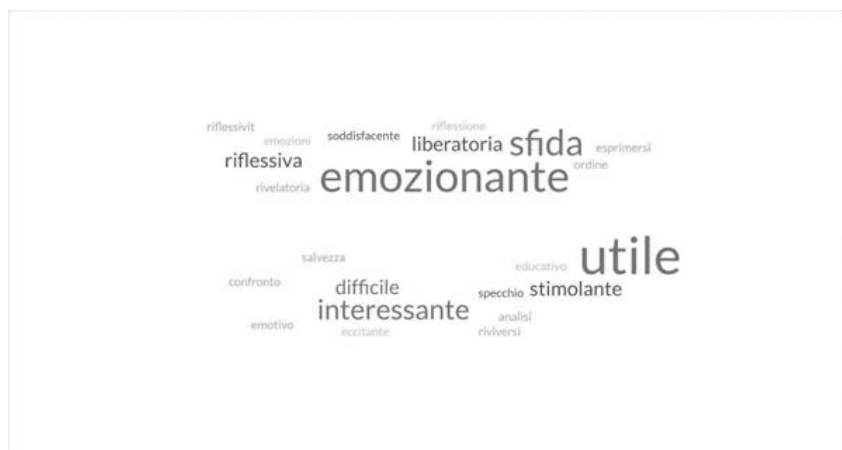 riflessivit
emozioni
soddisfacente
riflessione
liberatoria
sfida
esprimersi
riflessiva
ordine
rivelatoria
emozionante
utile
salvezza
educativo
confronto
difficile
specchio
stimolante
interessante
analisi
emotivo
eccitante
riviversi